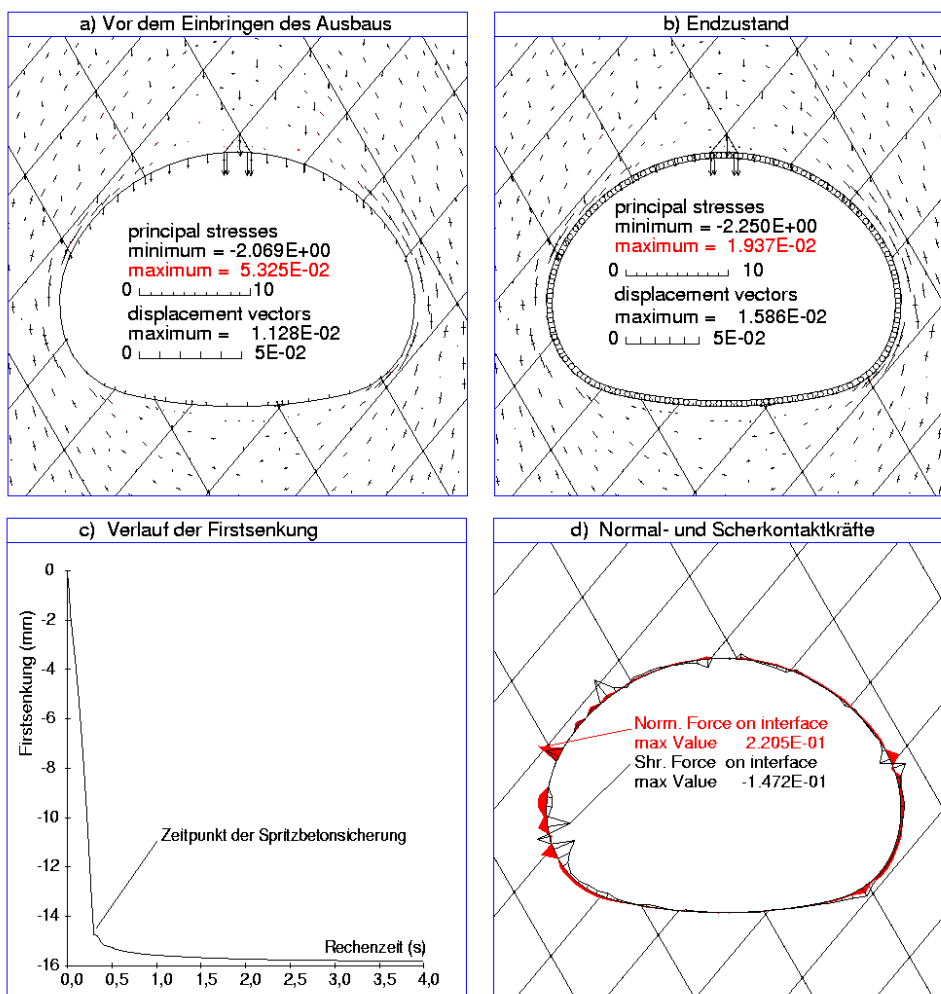 a) Vor dem Einbringen des Ausbaus
principal stresses
minimum = -2.069E+00
maximum = 5.325E-02
0 10
displacement vectors
maximum = 1.128E-02
0 5E-02
b) Endzustand
principal stresses
minimum = -2.250E+00
maximum = 1.937E-02
0 10
displacement vectors
maximum = 1.586E-02
0 5E-02
c) Verlauf der Firstsenkung
Firstsenkung (mm)
0
-2
-4
-6
-8
-10
-12
-14
-16
Zeitpunkt der Spritzbetonsicherung
Rechenzeit (s)
0,0 0,5 1,0 1,5 2,0 2,5 3,0 3,5 4,0
d) Normal- und Scherkontaktkräfte
Norm. Force on interface
max Value 2.205E-01
Shr. Force on interface
max Value -1.472E-01